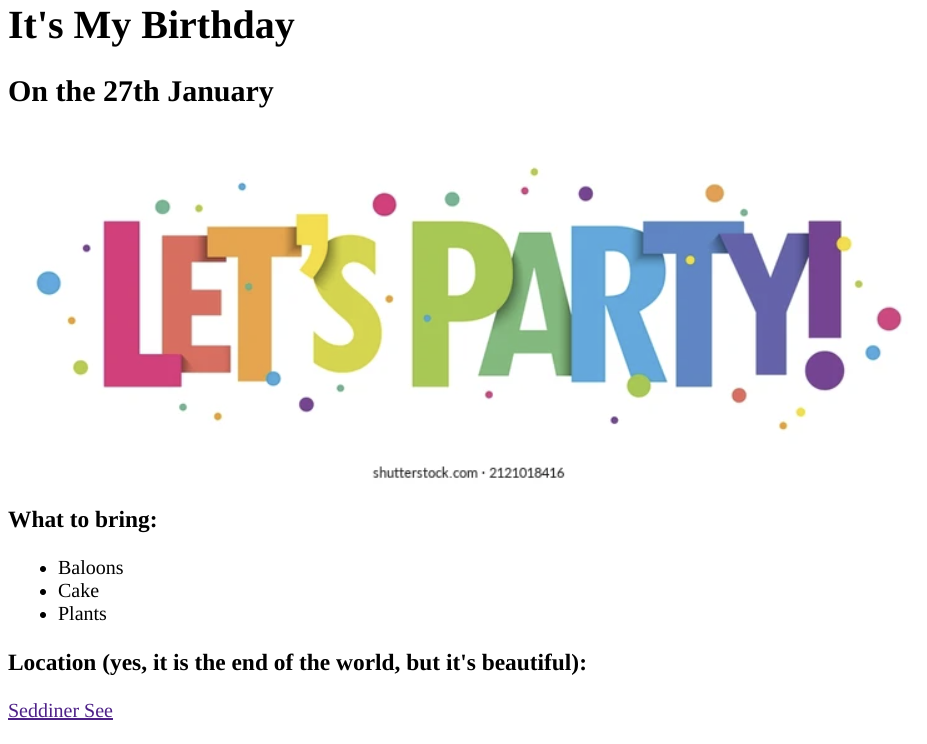 It's My Birthday
On the 27th January
LET'S PARTY!
shutterstock.com · 2121018416
What to bring:
Baloons
Cake
Plants
Location (yes, it is the end of the world, but it's beautiful):
Seddiner See